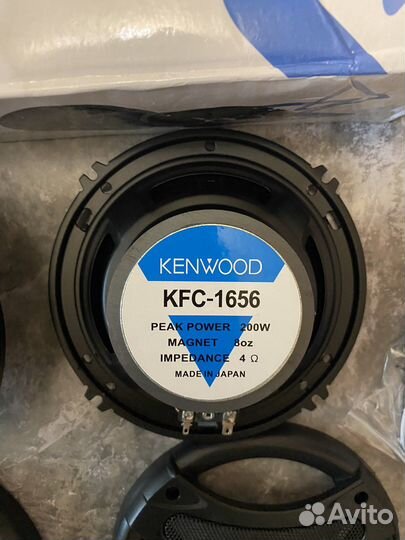 KENWOOD
KFC-1656
PEAK POWER 200W
MAGNET 8oz
IMPEDANCE 4 Ω
MADE IN JAPAN
Avito